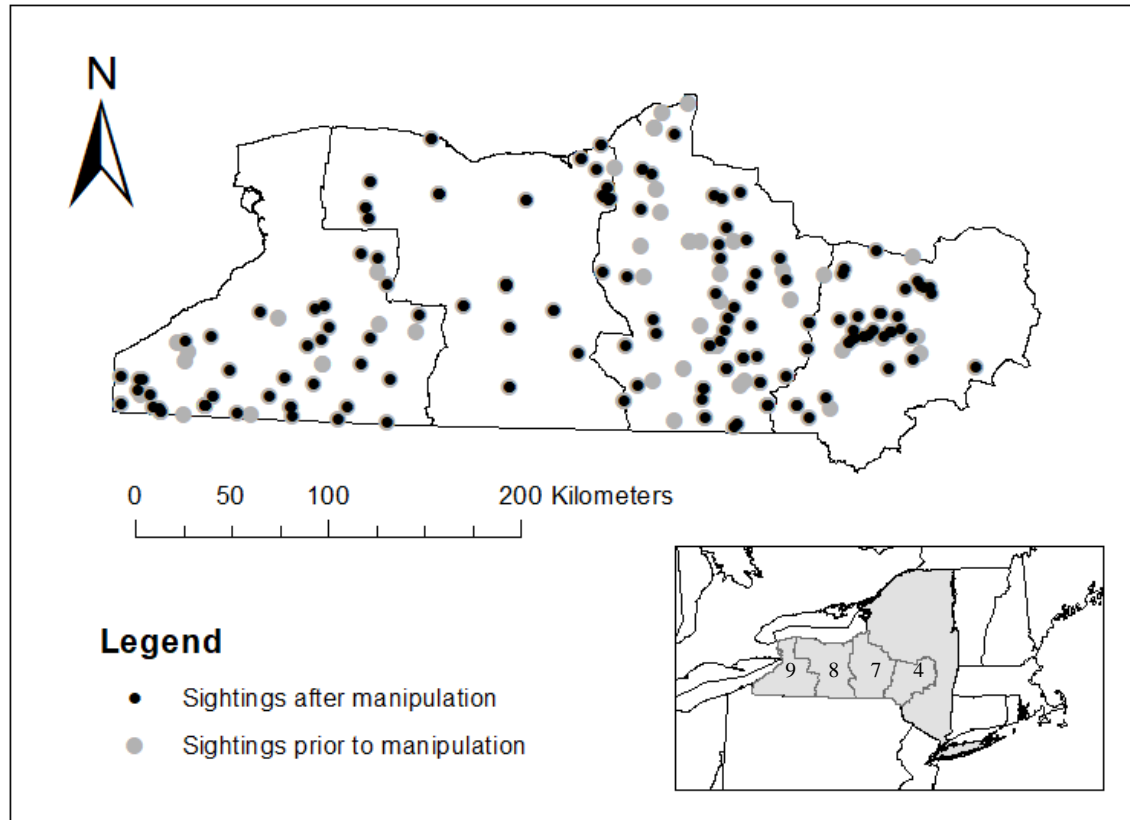 N
0 50 100 200 Kilometers
Legend
Sightings after manipulation
Sightings prior to manipulation
9 8 7 4